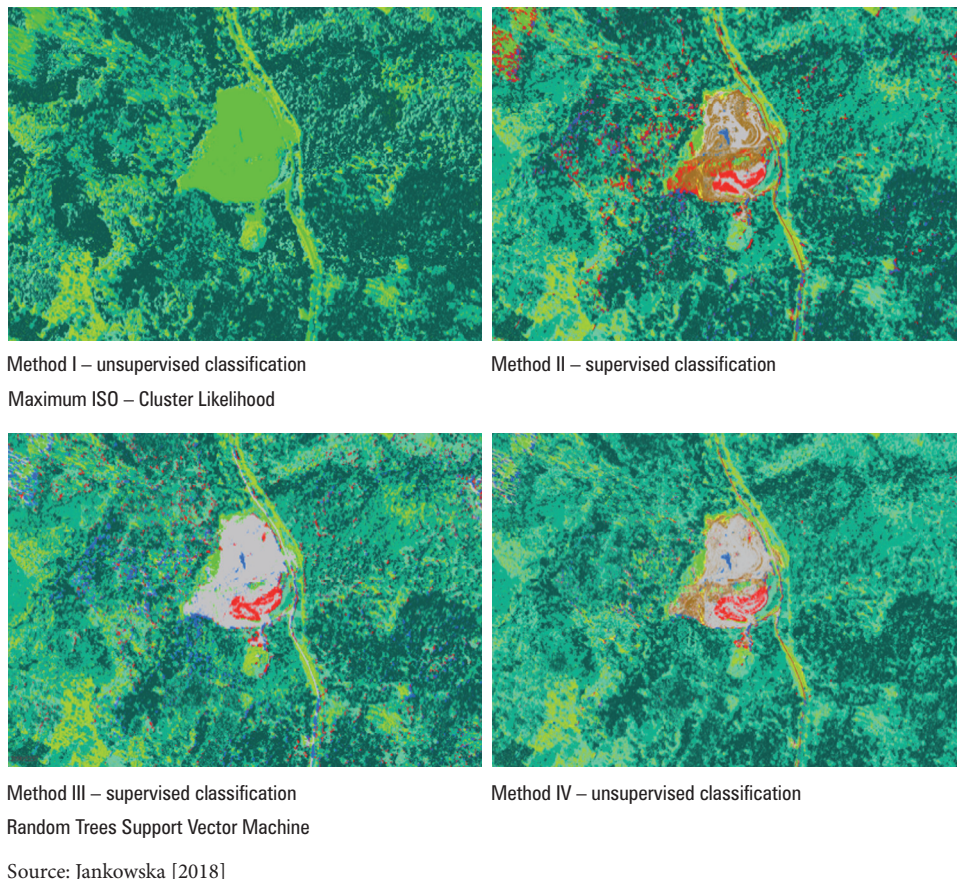 Method I – unsupervised classification
Method II – supervised classification
Maximum ISO – Cluster Likelihood
Method III – supervised classification
Method IV – unsupervised classification
Random Trees Support Vector Machine
Source: Jankowska [2018]